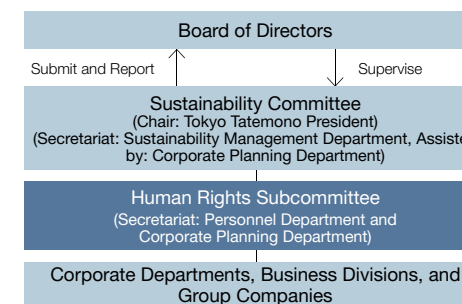 Board of Directors
Submit and Report
Supervise
Sustainability Committee
(Chair: Tokyo Tatemono President)
(Secretariat: Sustainability Management Department, Assiste
by: Corporate Planning Department)
Human Rights Subcommittee
(Secretariat: Personnel Department and
Corporate Planning Department)
Corporate Departments, Business Divisions, and
Group Companies